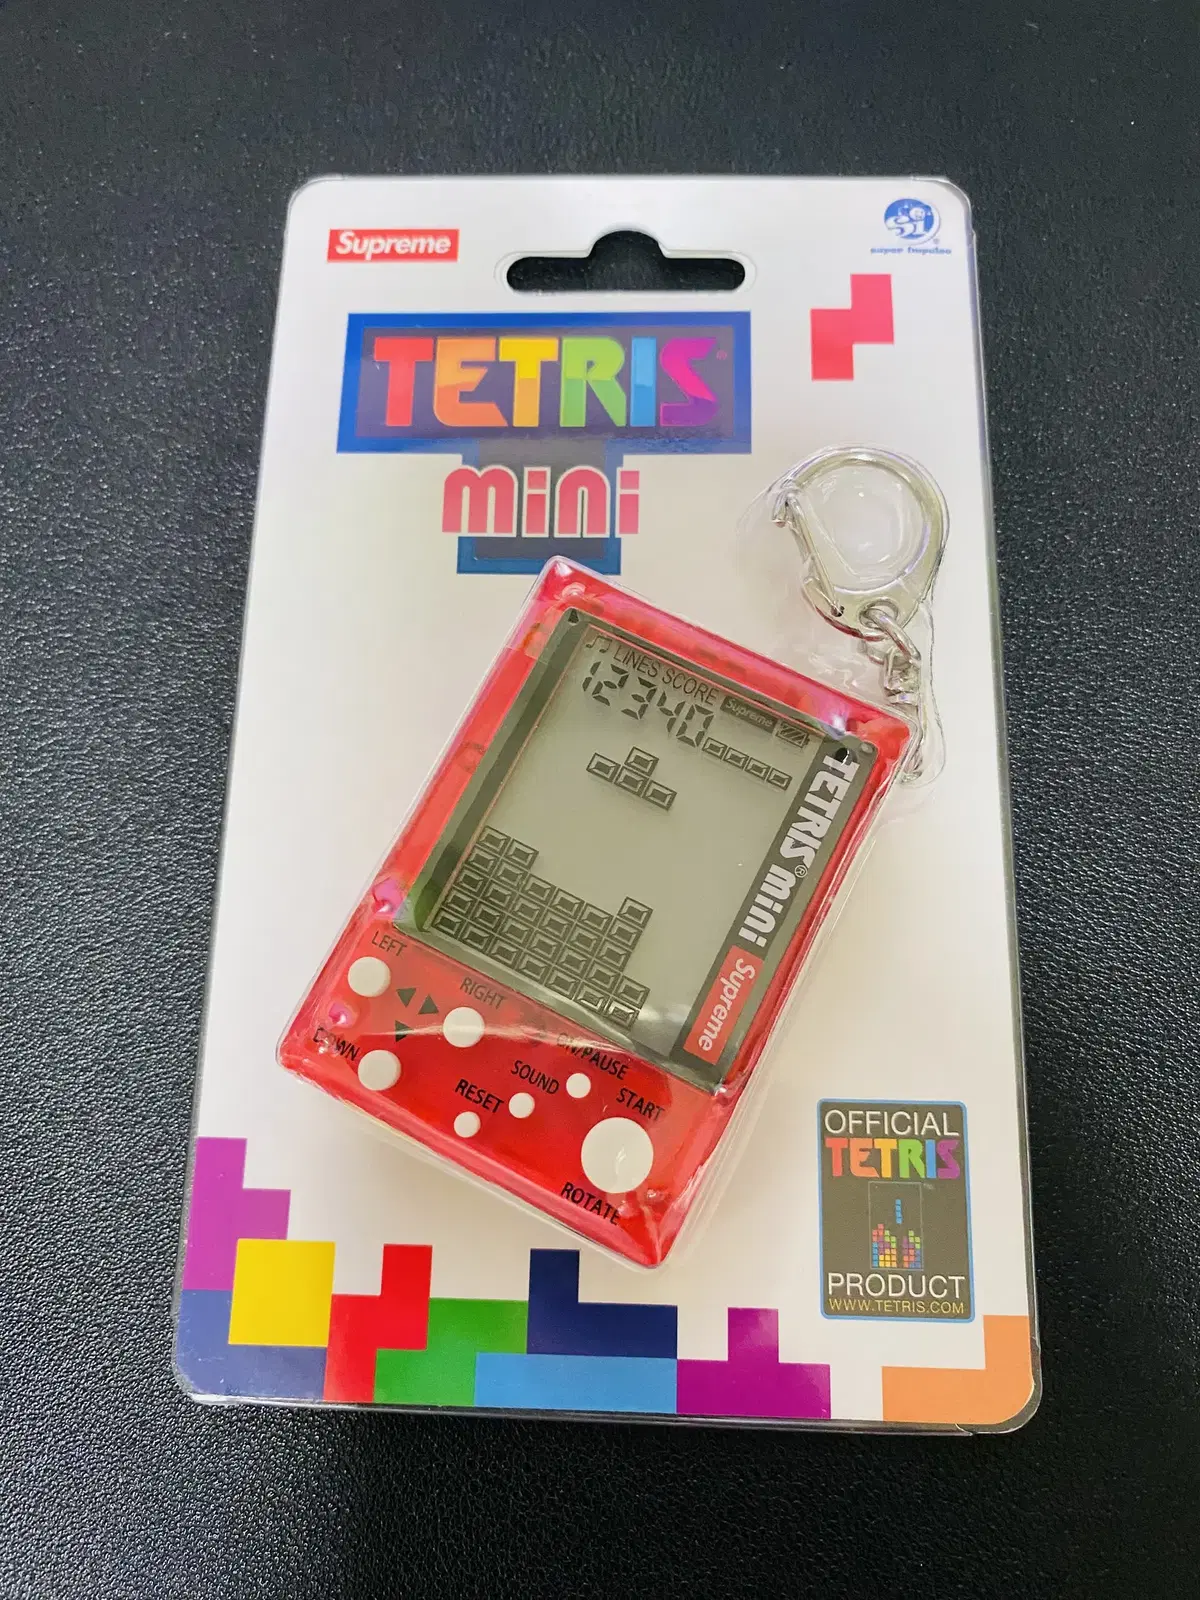 Supreme
super impulse
TETRIS®
mini
LINES SCORE
12340
Supreme
TETRIS® mini Supreme
LEFT
RIGHT
DOWN
ON/PAUSE
SOUND
START
RESET
ROTATE
OFFICIAL
TETRIS
PRODUCT
WWW.TETRIS.COM